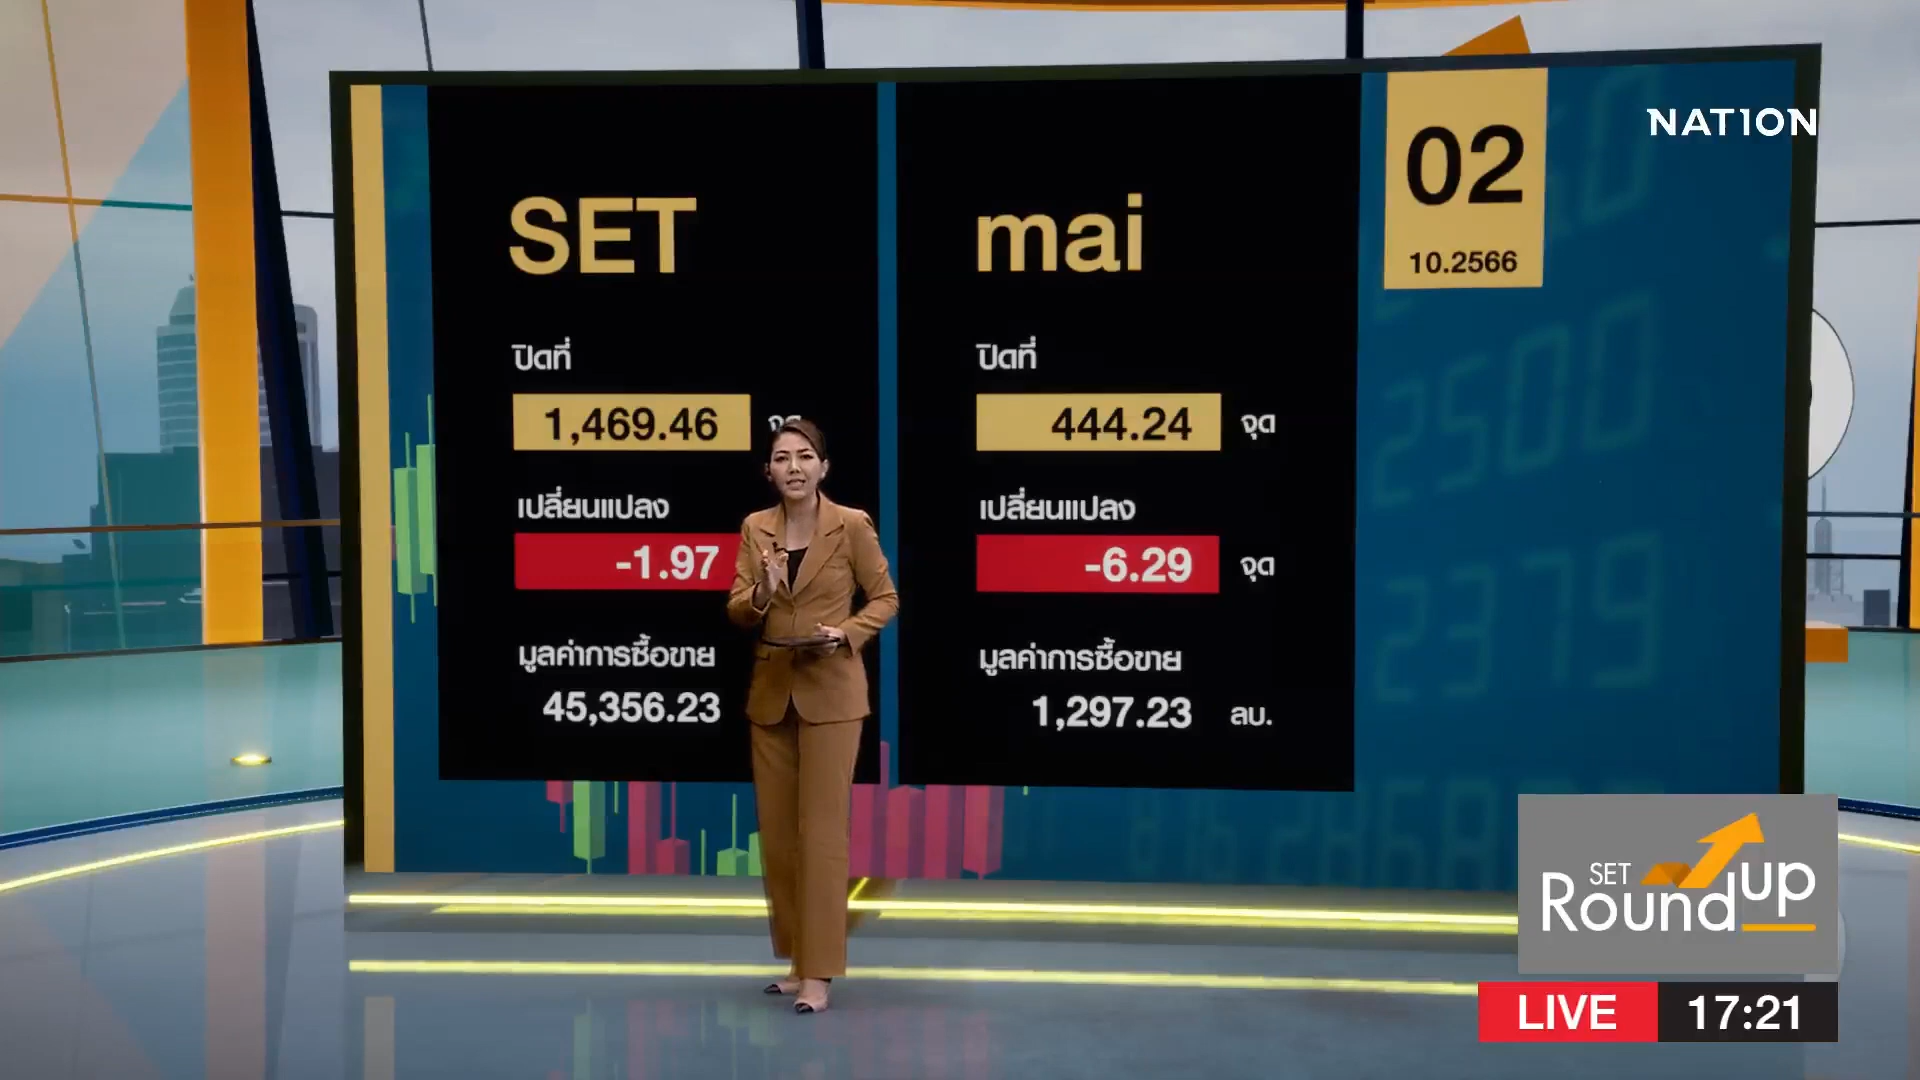 NATION
SET
ปิดที่
1,469.46
เปลี่ยนแปลง
-1.97
มูลค่าการซื้อขาย
45,356.23
mai
ปิดที่
444.24 จุด
เปลี่ยนแปลง
-6.29 จุด
มูลค่าการซื้อขาย
1,297.23 ลบ.
02
10.2566
2500
2379
SET
Roundup
LIVE 17:21